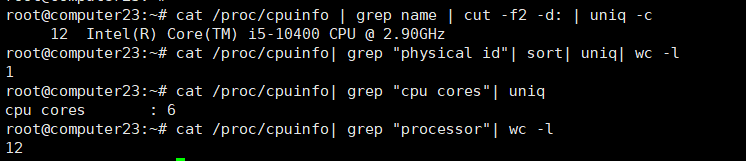 root@computer23:~# cat /proc/cpuinfo | grep name | cut -f2 -d: | uniq -c
     12  Intel(R) Core(TM) i5-10400 CPU @ 2.90GHz
root@computer23:~# cat /proc/cpuinfo| grep "physical id"| sort| uniq| wc -l
1
root@computer23:~# cat /proc/cpuinfo| grep "cpu cores"| uniq
cpu cores       : 6
root@computer23:~# cat /proc/cpuinfo| grep "processor"| wc -l
12